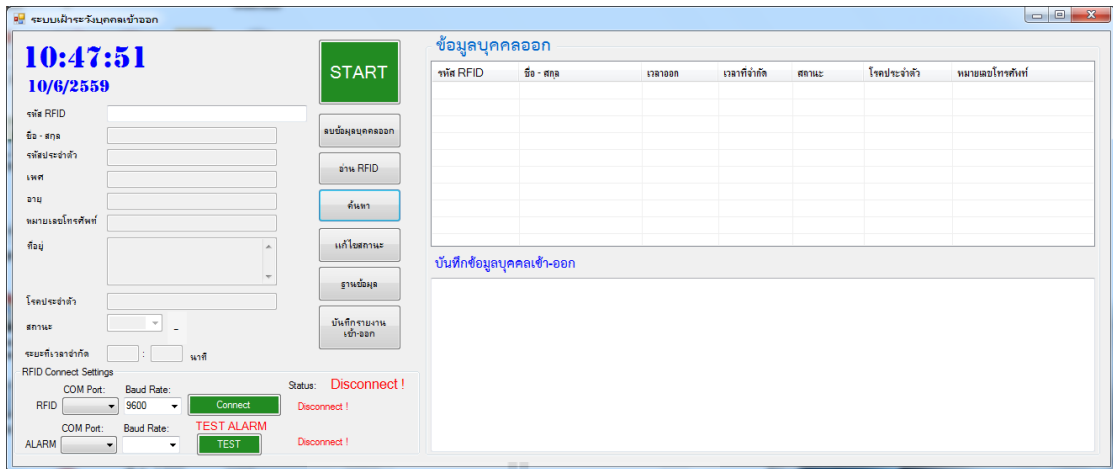 ระบบเฝ้าระวังบุคคลเข้าออก
10:47:51
10/6/2559
รหัส RFID
ชื่อ - สกุล
รหัสประจำตัว
เพศ
อายุ
หมายเลขโทรศัพท์
ที่อยู่
โรคประจำตัว
สถานะ
-
ระยะที่เวลาจำกัด : นาที
START
ลบข้อมูลบุคคลออก
อ่าน RFID
ค้นหา
แก้ไขสถานะ
ฐานข้อมูล
บันทึกรายงาน
เข้า-ออก
RFID Connect Settings
COM Port: Baud Rate:
RFID 9600 Connect
COM Port: Baud Rate: TEST ALARM
ALARM TEST
Status: Disconnect !
Disconnect !
Disconnect !
ข้อมูลบุคคลออก
รหัส RFID ชื่อ - สกุล เวลาออก เวลาที่จำกัด สถานะ โรคประจำตัว หมายเลขโทรศัพท์
บันทึกข้อมูลบุคคลเข้า-ออก